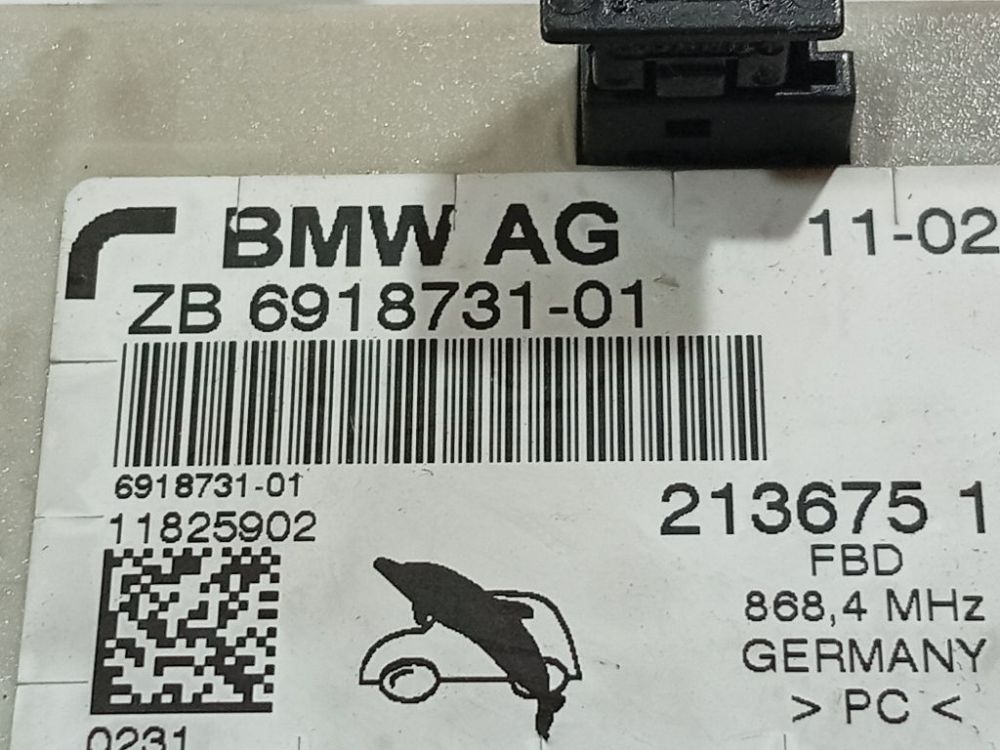 BMW AG 11-02
ZB 6918731-01
6918731-01
11825902
213675 1
FBD
868,4 MHz
GERMANY
> PC <
0231